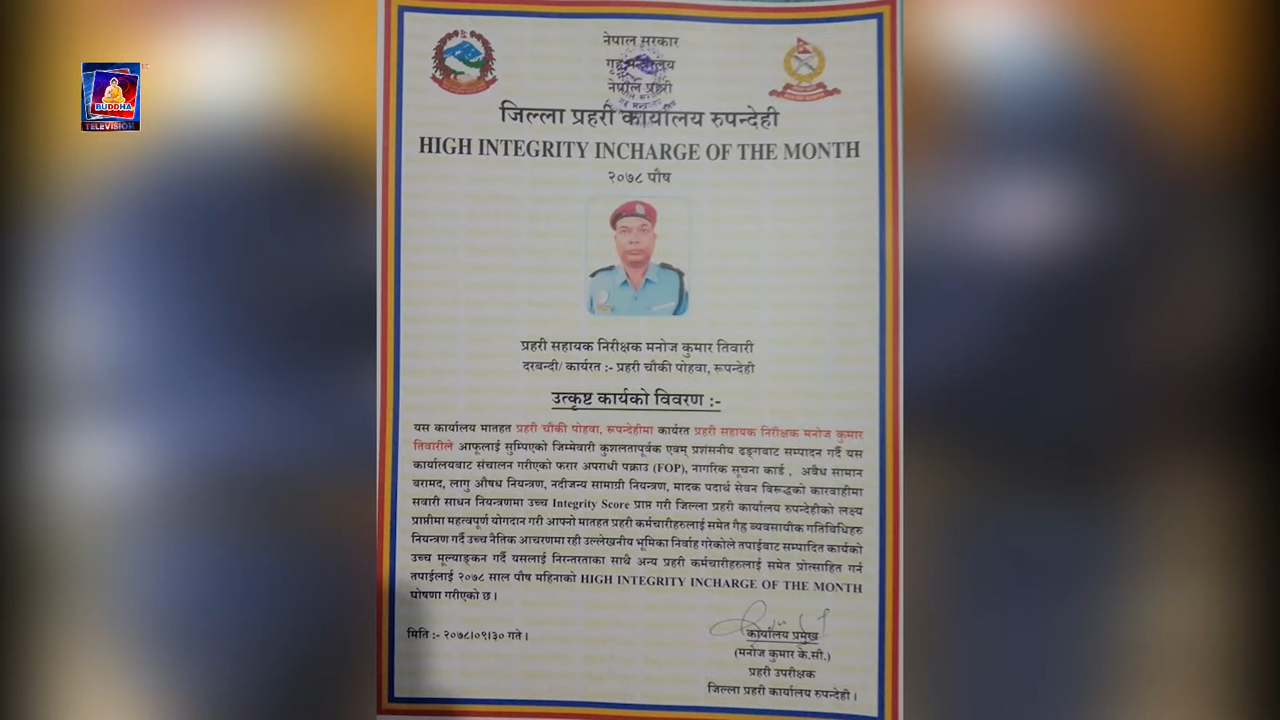 BUDDHA
TELEVISION
नेपाल सरकार
गृह मन्त्रालय
नेपाल प्रहरी
जिल्ला प्रहरी कार्यालय रुपन्देही
HIGH INTEGRITY INCHARGE OF THE MONTH
२०७८ पौष
प्रहरी सहायक निरीक्षक मनोज कुमार तिवारी
दरबन्दी/ कार्यरत :- प्रहरी चौकी पोहवा, रूपन्देही
उत्कृष्ट कार्यको विवरण :-
यस कार्यालय मातहत प्रहरी चौकी पोहवा, रूपन्देहीमा कार्यरत प्रहरी सहायक निरीक्षक मनोज कुमार
तिवारीले आफूलाई सुम्पिएको जिम्मेवारी कुशलतापूर्वक एवम् प्रशंसनीय ढङ्गबाट सम्पादन गर्दै यस
कार्यालयबाट संचालन गरीएको फरार अपराधी पक्राउ (FOP), नागरिक सूचना कार्ड , अवैध सामान
बरामद, लागु औषध नियन्त्रण, नदीजन्य सामाग्री नियन्त्रण, मादक पदार्थ सेवन विरूद्धको कारवाहीमा
सवारी साधन नियन्त्रणमा उच्च Integrity Score प्राप्त गरी जिल्ला प्रहरी कार्यालय रुपन्देहीको लक्ष्य
प्राप्तीमा महत्वपूर्ण योगदान गरी आफ्नो मातहत प्रहरी कर्मचारीहरुलाई समेत गैह्र व्यवसायीक गतिबिधिहरु
नियन्त्रण गर्दै उच्च नैतिक आचरणमा रही उल्लेखनीय भूमिका निर्वाह गरेकोले तपाईबाट सम्पादित कार्यको
उच्च मूल्याङ्कन गर्दै यसलाई निरन्तरताका साथै अन्य प्रहरी कर्मचारीहरुलाई समेत प्रोत्साहित गर्न
तपाईलाई २०७८ साल पौष महिनाको HIGH INTEGRITY INCHARGE OF THE MONTH
घोषणा गरीएको छ ।
मिति :- २०७८।०९।३० गते ।
कार्यालय प्रमुख
(मनोज कुमार के.सी.)
प्रहरी उपरीक्षक
जिल्ला प्रहरी कार्यालय रुपन्देही ।